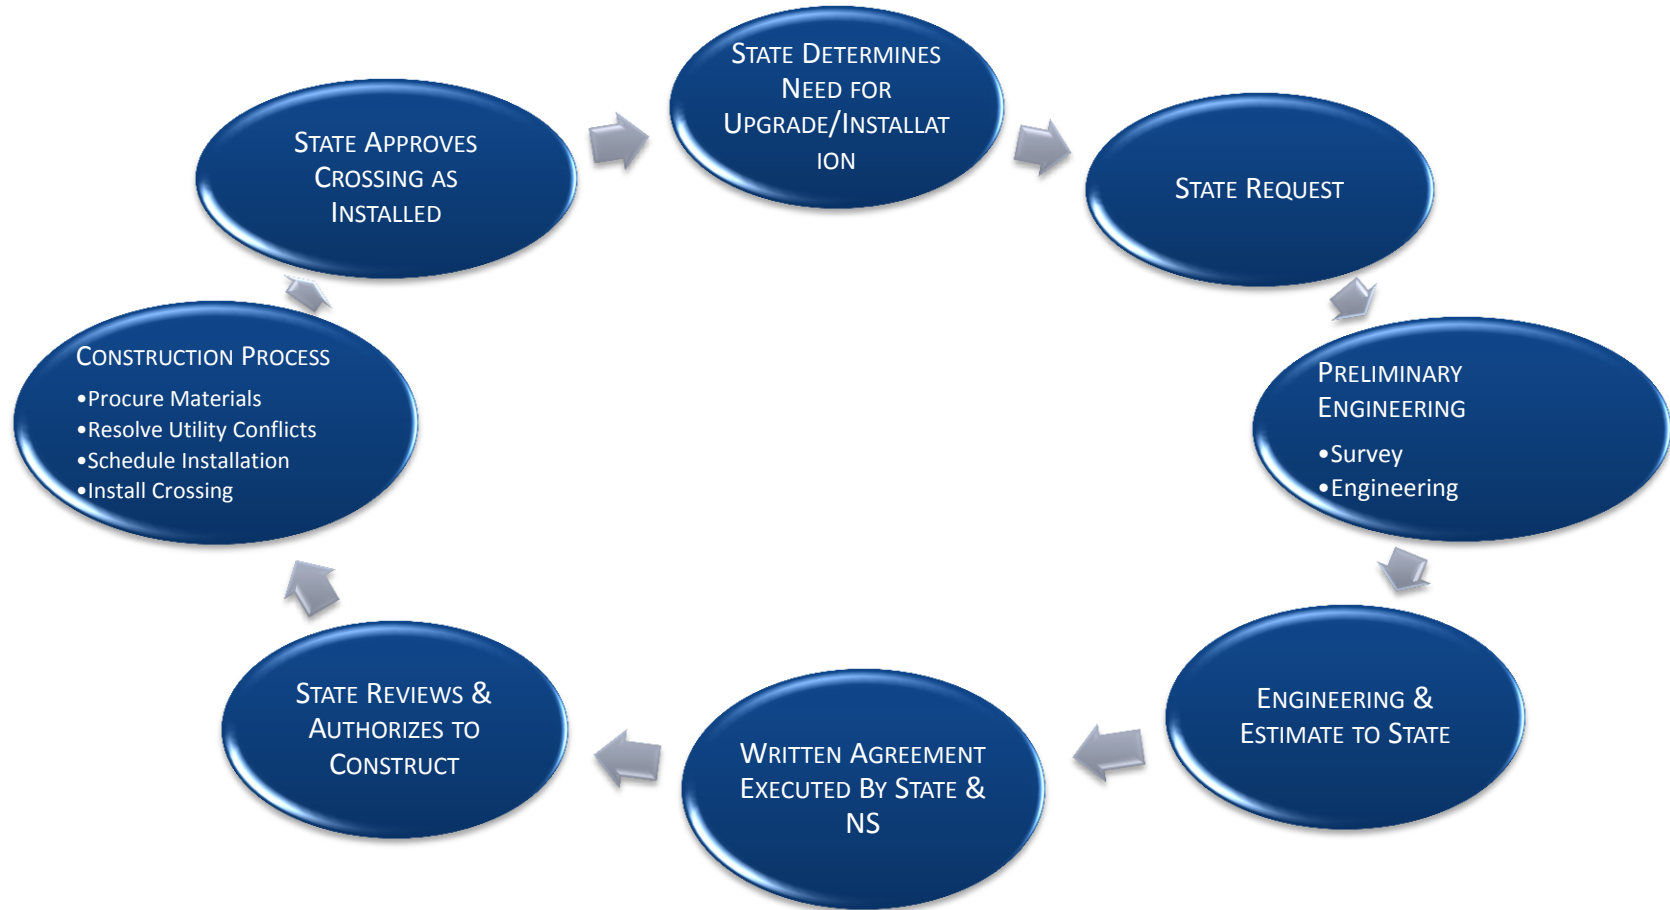 State Determines
Need for
Upgrade/Installat
ion
State Request
Preliminary
Engineering
•Survey
•Engineering
Engineering &
Estimate to State
Written Agreement
Executed By State &
NS
State Reviews &
Authorizes to
Construct
Construction Process
•Procure Materials
•Resolve Utility Conflicts
•Schedule Installation
•Install Crossing
State Approves
Crossing as
Installed